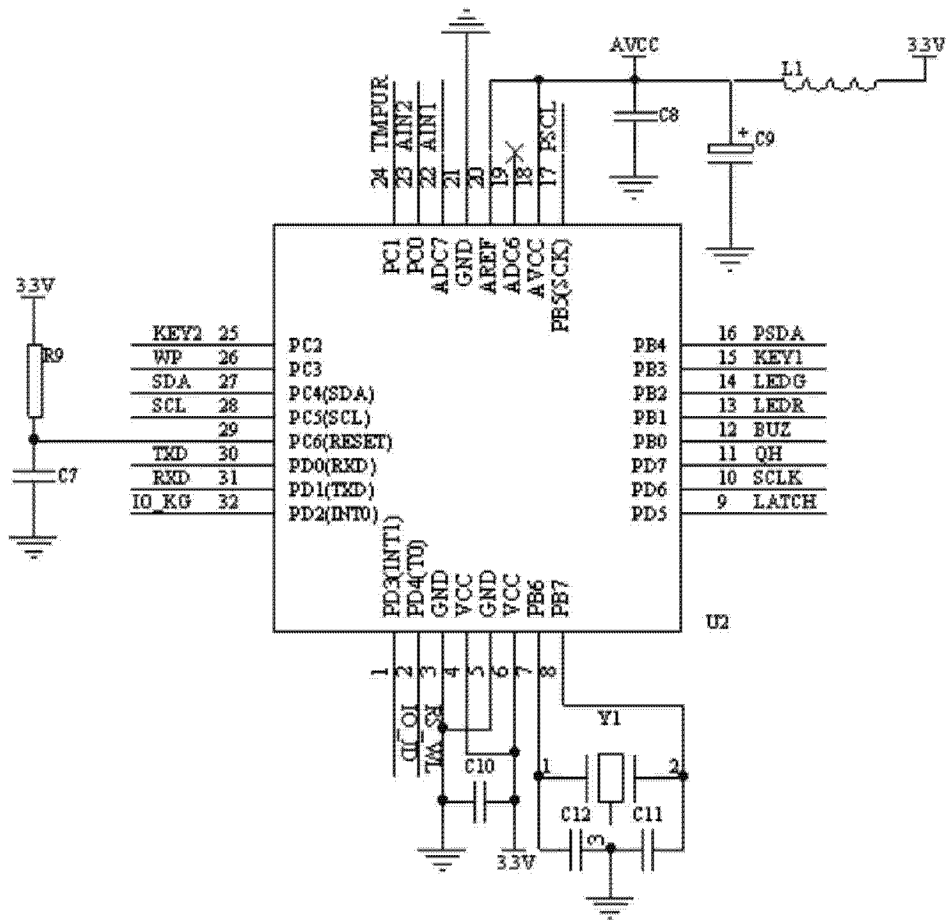 AVCC
3.3V
L1
TMPUR
AIN2
AIN1
PSCL
C8
C9
24
23
22
21
20
19
18
17
PC1
PC0
ADC7
GND
AREF
ADC6
AVCC
PB5(SCK)
3.3V
R9
C7
KEY2 25 PC2
WP 26 PC3
SDA 27 PC4(SDA)
SCL 28 PC5(SCL)
29 PC6(RESET)
TXD 30 PD0(RXD)
RXD 31 PD1(TXD)
IO_KG 32 PD2(INT0)
PB4 16 PSDA
PB3 15 KEY1
PB2 14 LEDG
PB1 13 LEDR
PB0 12 BUZ
PD7 11 QH
PD6 10 SCLK
PD5 9 LATCH
PD3(INT1)
PD4(T0)
GND
VCC
GND
VCC
PB6
PB7
U2
1
2
3
4
5
6
7
8
IO_JD
RS_WL
C10
3.3V
Y1
1
2
C12
C11
3